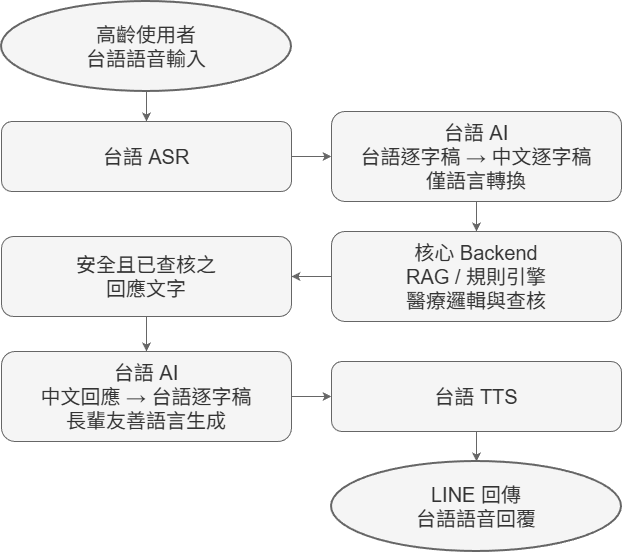 高齡使用者
台語語音輸入
台語 ASR
台語 AI
台語逐字稿 → 中文逐字稿
僅語言轉換
核心 Backend
RAG / 規則引擎
醫療邏輯與查核
安全且已查核之
回應文字
台語 AI
中文回應 → 台語逐字稿
長輩友善語言生成
台語 TTS
LINE 回傳
台語語音回覆